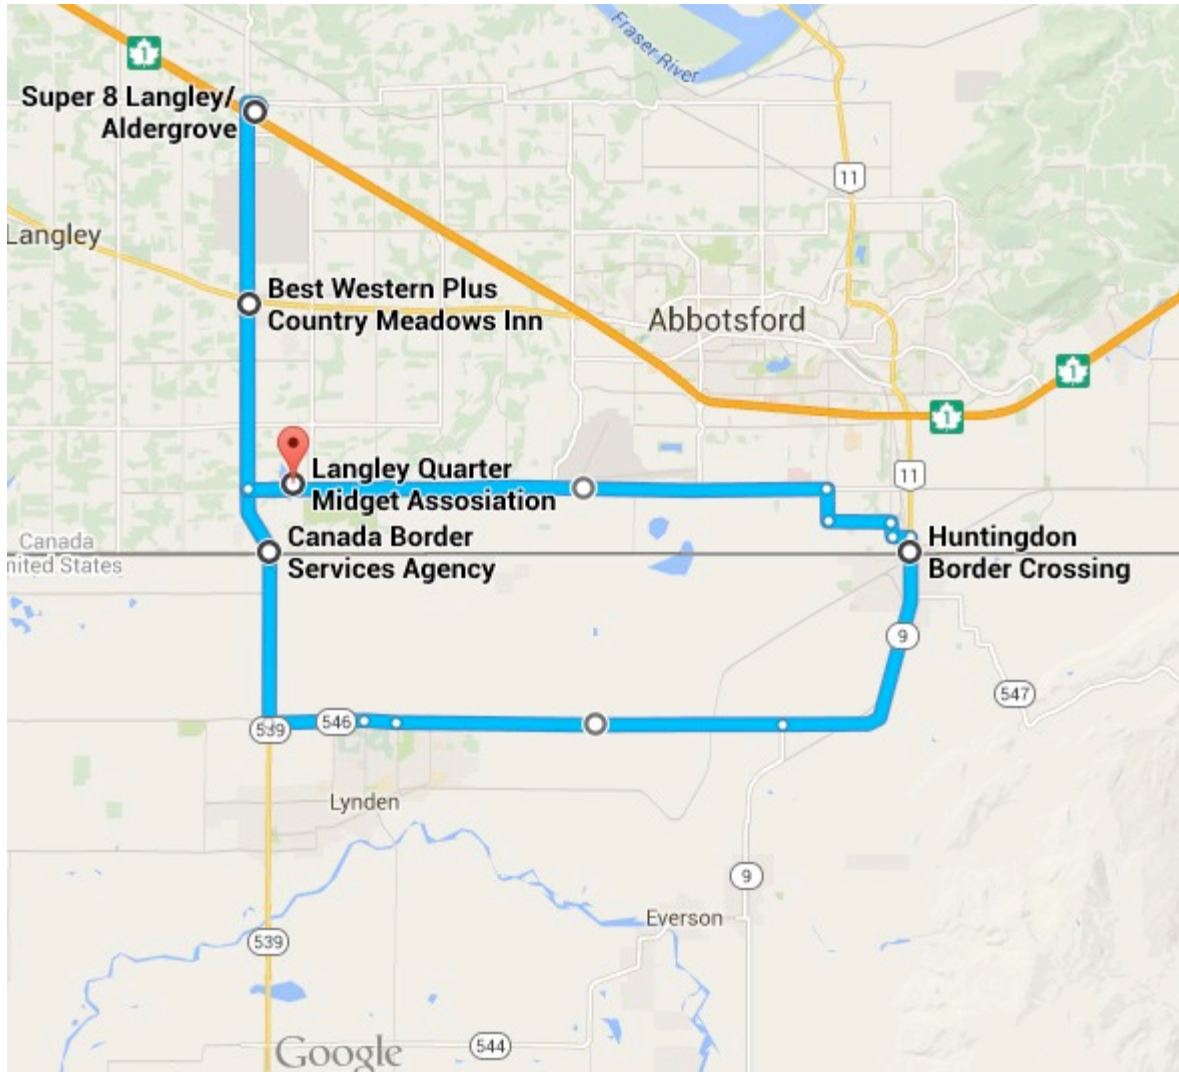 Fraser River
1
Super 8 Langley/
Aldergrove
11
Langley
Best Western Plus
Country Meadows Inn
Abbotsford
1
1
Langley Quarter
Midget Assosiation
11
Canada
nited States
Canada Border
Services Agency
Huntingdon
Border Crossing
9
547
539
546
Lynden
9
Everson
539
544
Google